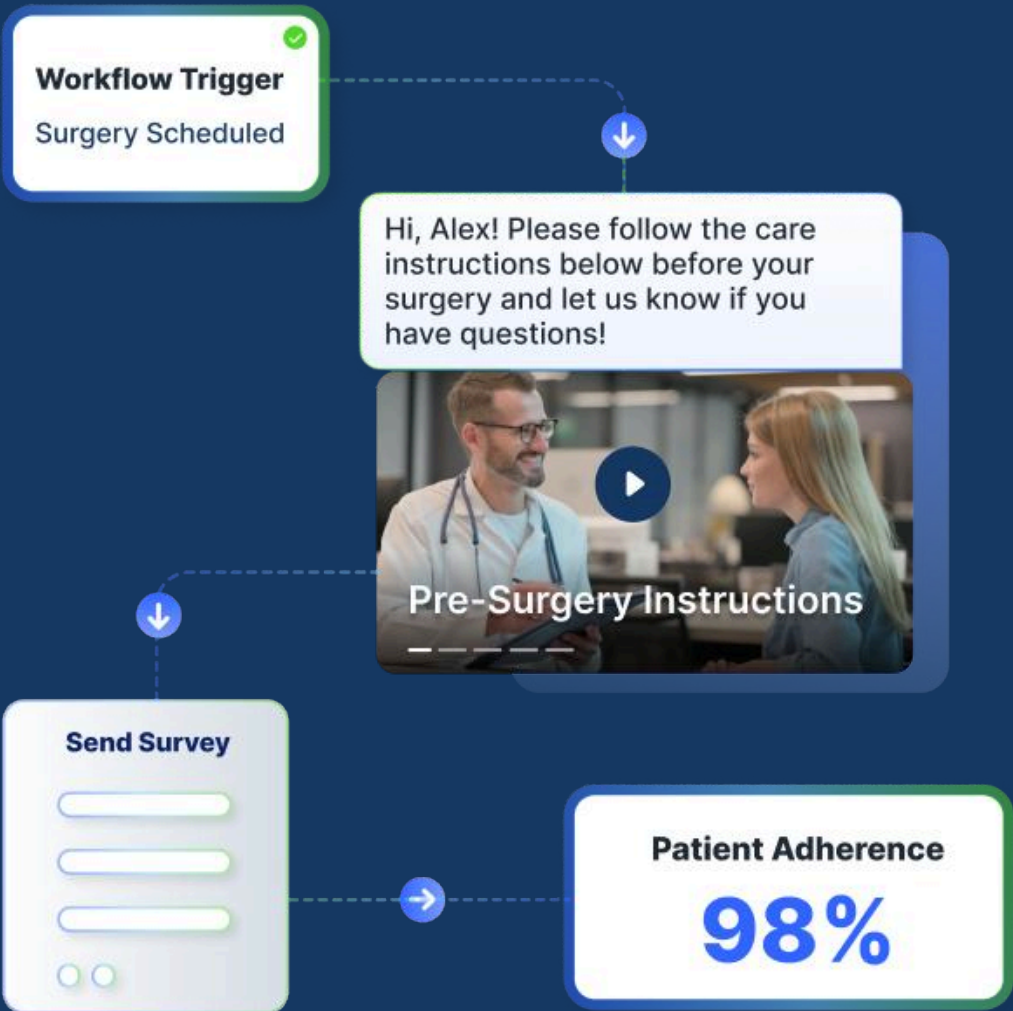 Workflow Trigger
Surgery Scheduled
Hi, Alex! Please follow the care
instructions below before your
surgery and let us know if you
have questions!
Pre-Surgery Instructions
Send Survey
Patient Adherence
98%